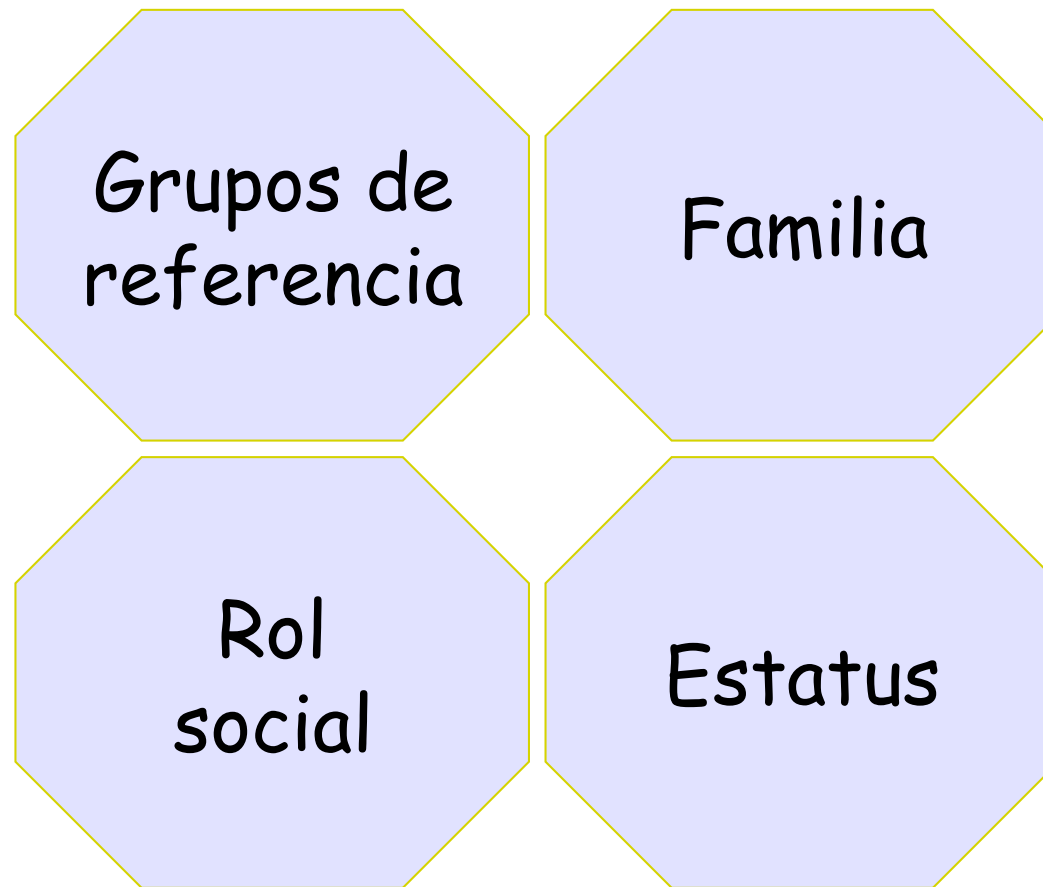 Grupos de
referencia
Familia
Rol
social
Estatus